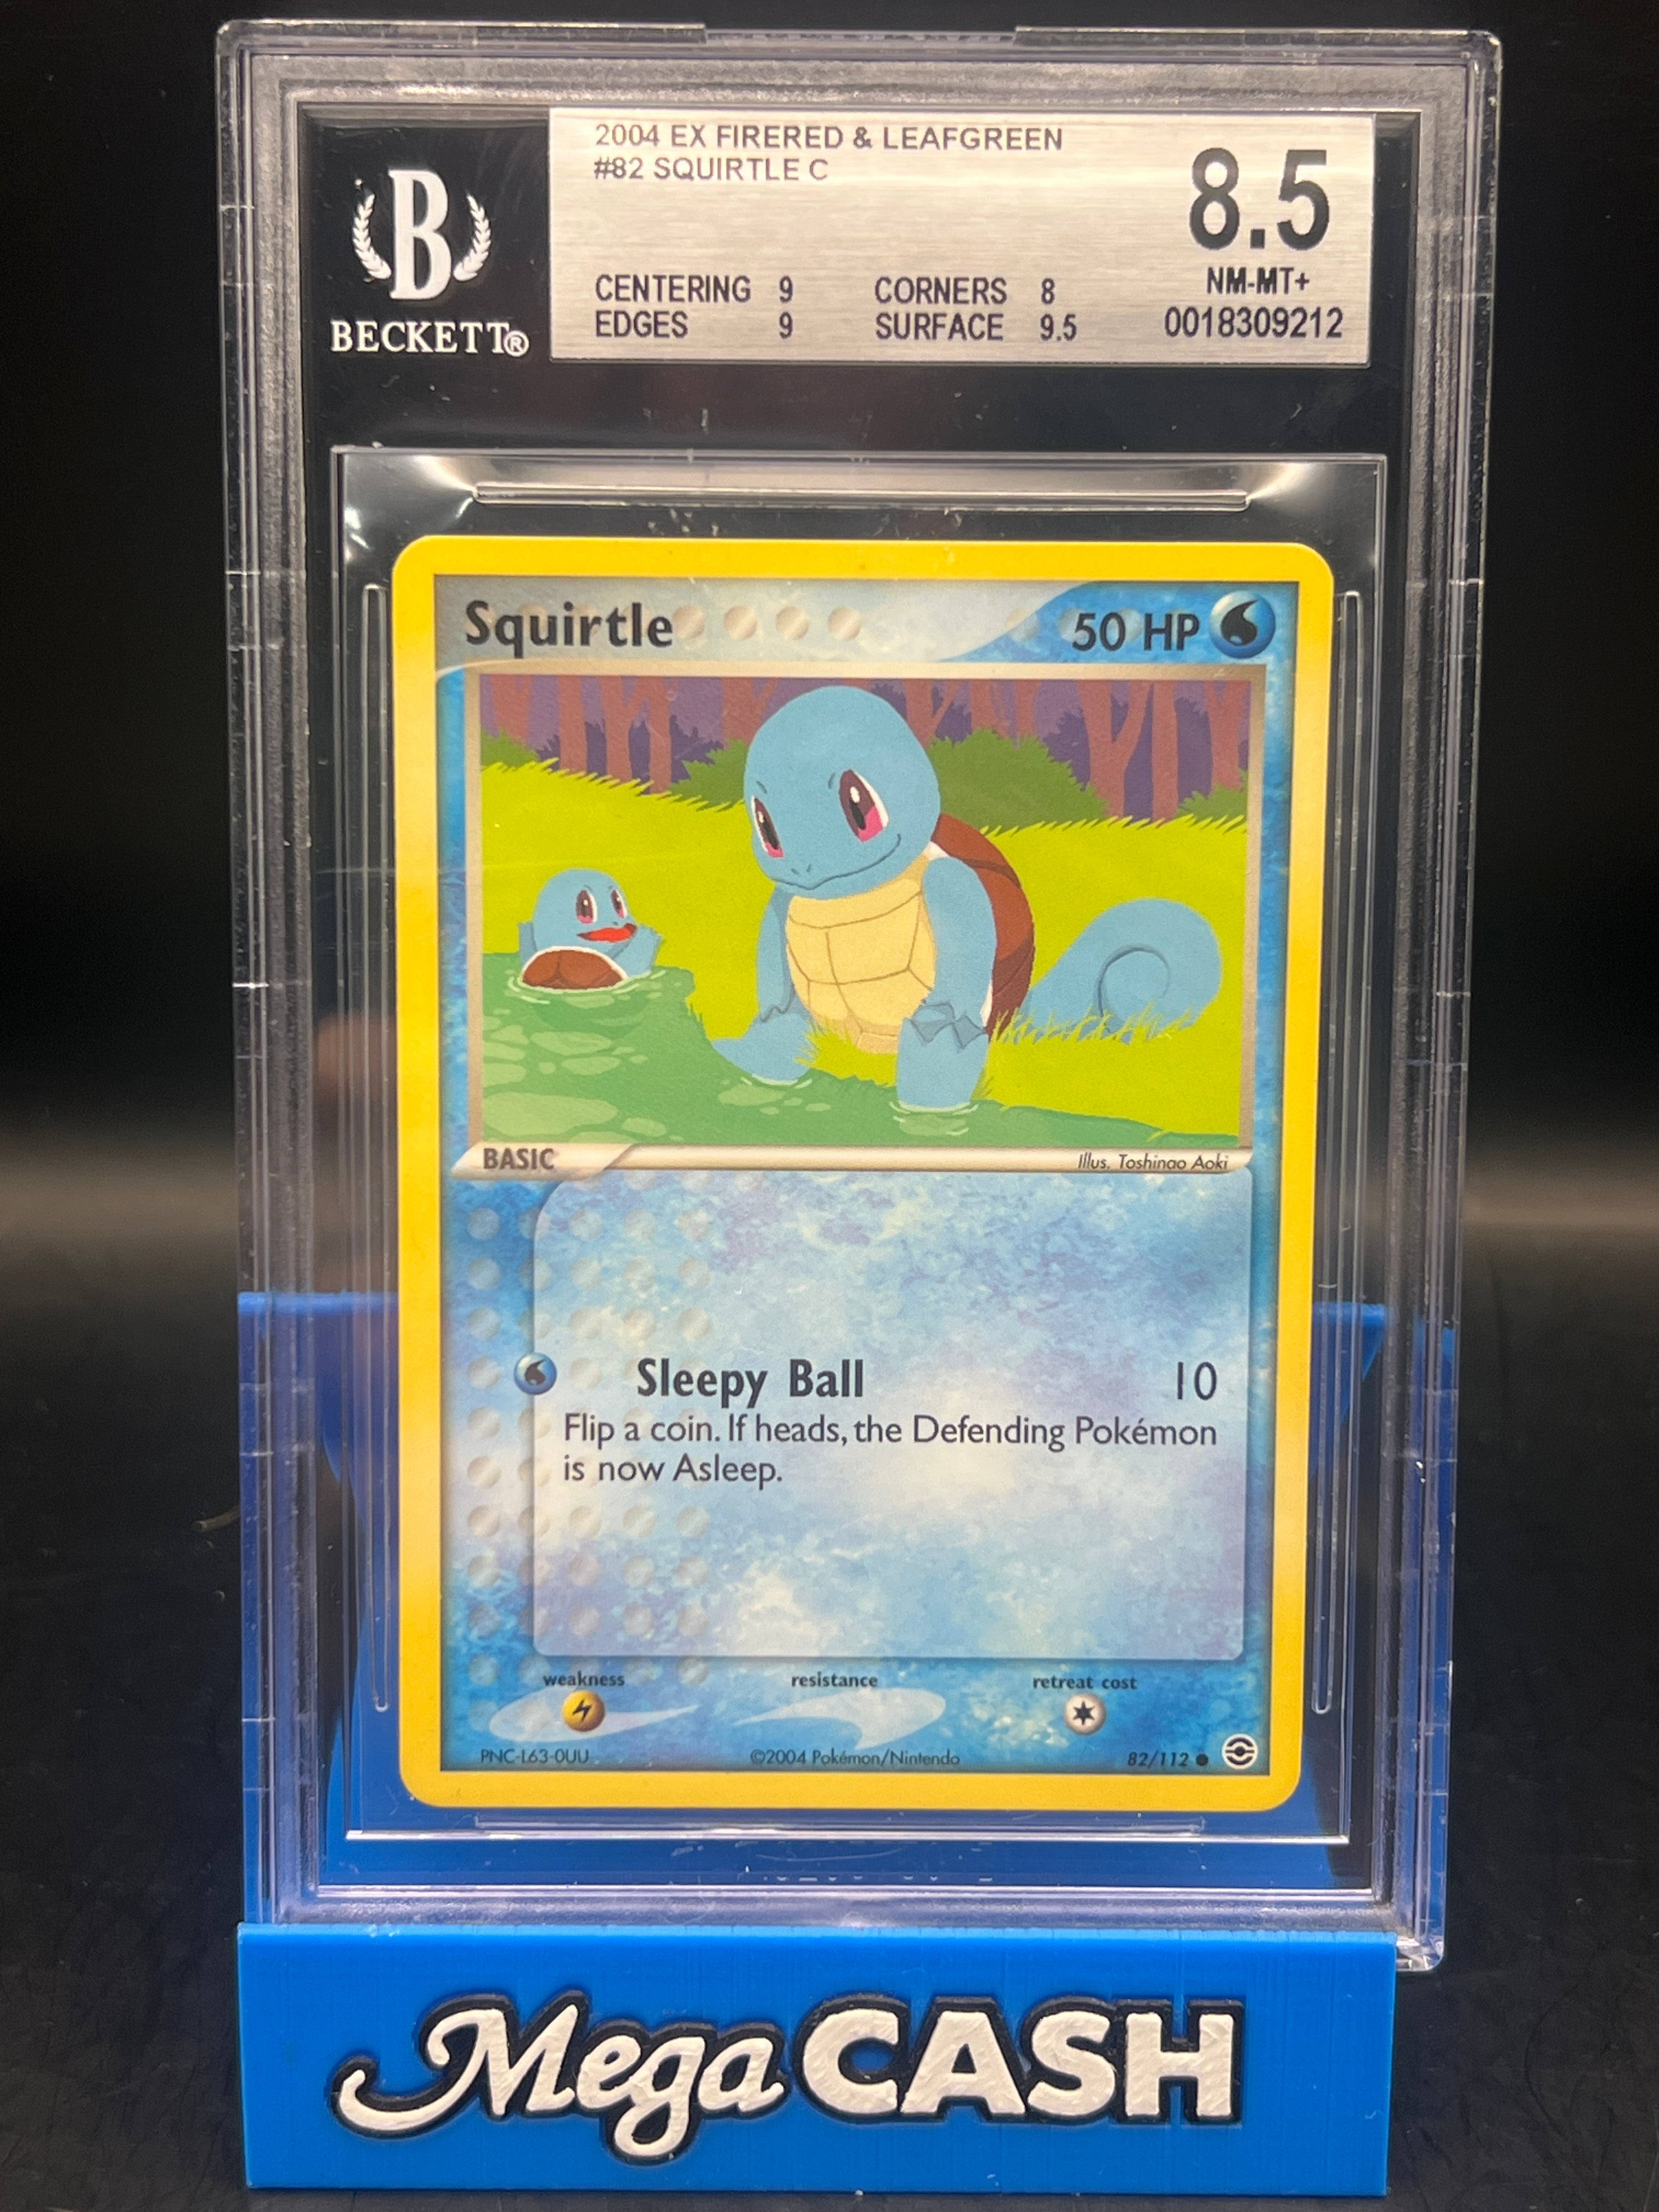 2004 EX FIRERED & LEAFGREEN
#82 SQUIRTLE C
8.5
CENTERING 9 CORNERS 8
NM-MT+
EDGES 9 SURFACE 9.5
0018309212
B
BECKETT®
Squirtle 50 HP
BASIC
Illus. Toshinao Aoki
Sleepy Ball 10
Flip a coin. If heads, the Defending Pokémon
is now Asleep.
weakness resistance retreat cost
PNC-L63-0UU ©2004 Pokémon/Nintendo 82/112 ●
Mega CASH